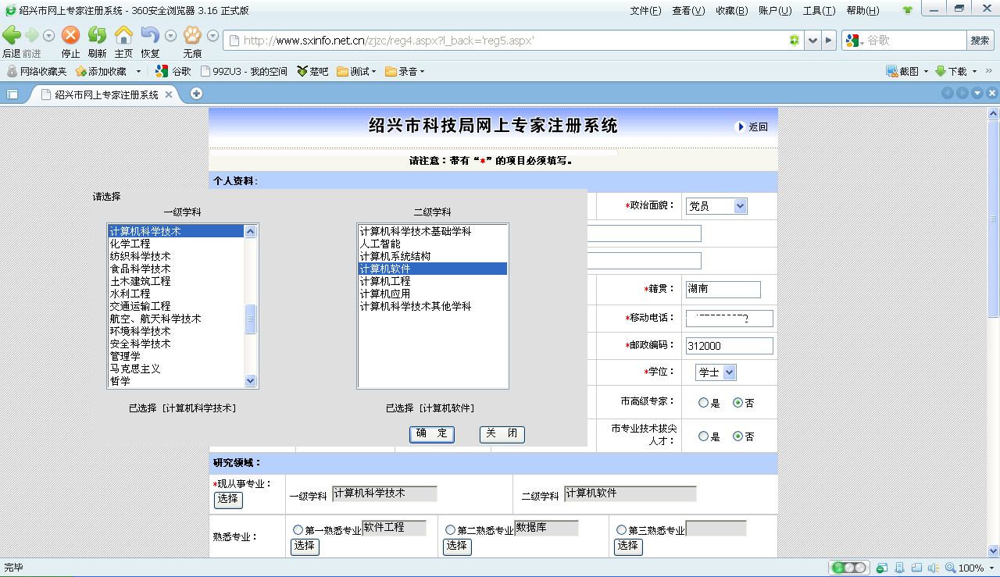 绍兴市网上专家注册系统 - 360安全浏览器 3.16 正式版 文件(F) 查看(V) 收藏(B) 账户(U) 工具(T) 帮助(H)
后退 前进 停止 刷新 主页 恢复 无痕 http://www.sxinfo.net.cn/zjzc/reg4.aspx?l_back='reg5.aspx' 谷歌 搜索
网络收藏夹 添加收藏 谷歌 99ZU3 - 我的空间 楚吧 测试 录音 截图 下载 »
绍兴市网上专家注册系统
绍兴市科技局网上专家注册系统 返回
请注意：带有“*”的项目必须填写。
个人资料:
请选择
一级学科 二级学科
*政治面貌： 党员
计算机科学技术 计算机科学技术基础学科
化学工程 人工智能
纺织科学技术 计算机系统结构
食品科学技术 计算机软件
土木建筑工程 计算机工程
水利工程 计算机应用
交通运输工程 计算机科学技术其他学科
航空、航天科学技术
环境科学技术
安全科学技术
管理学
马克思主义
哲学
*籍贯： 湖南
*移动电话：
*邮政编码： 312000
*学位： 学士
市高级专家： 是 否
已选择 [计算机科学技术] 已选择 [计算机软件]
确 定 关 闭
市专业技术拔尖
人才： 是 否
研究领域：
*现从事专业：
选择 一级学科 计算机科学技术 二级学科 计算机软件
熟悉专业： 第一熟悉专业 软件工程 第二熟悉专业 数据库 第三熟悉专业
选择 选择 选择
完毕 100%